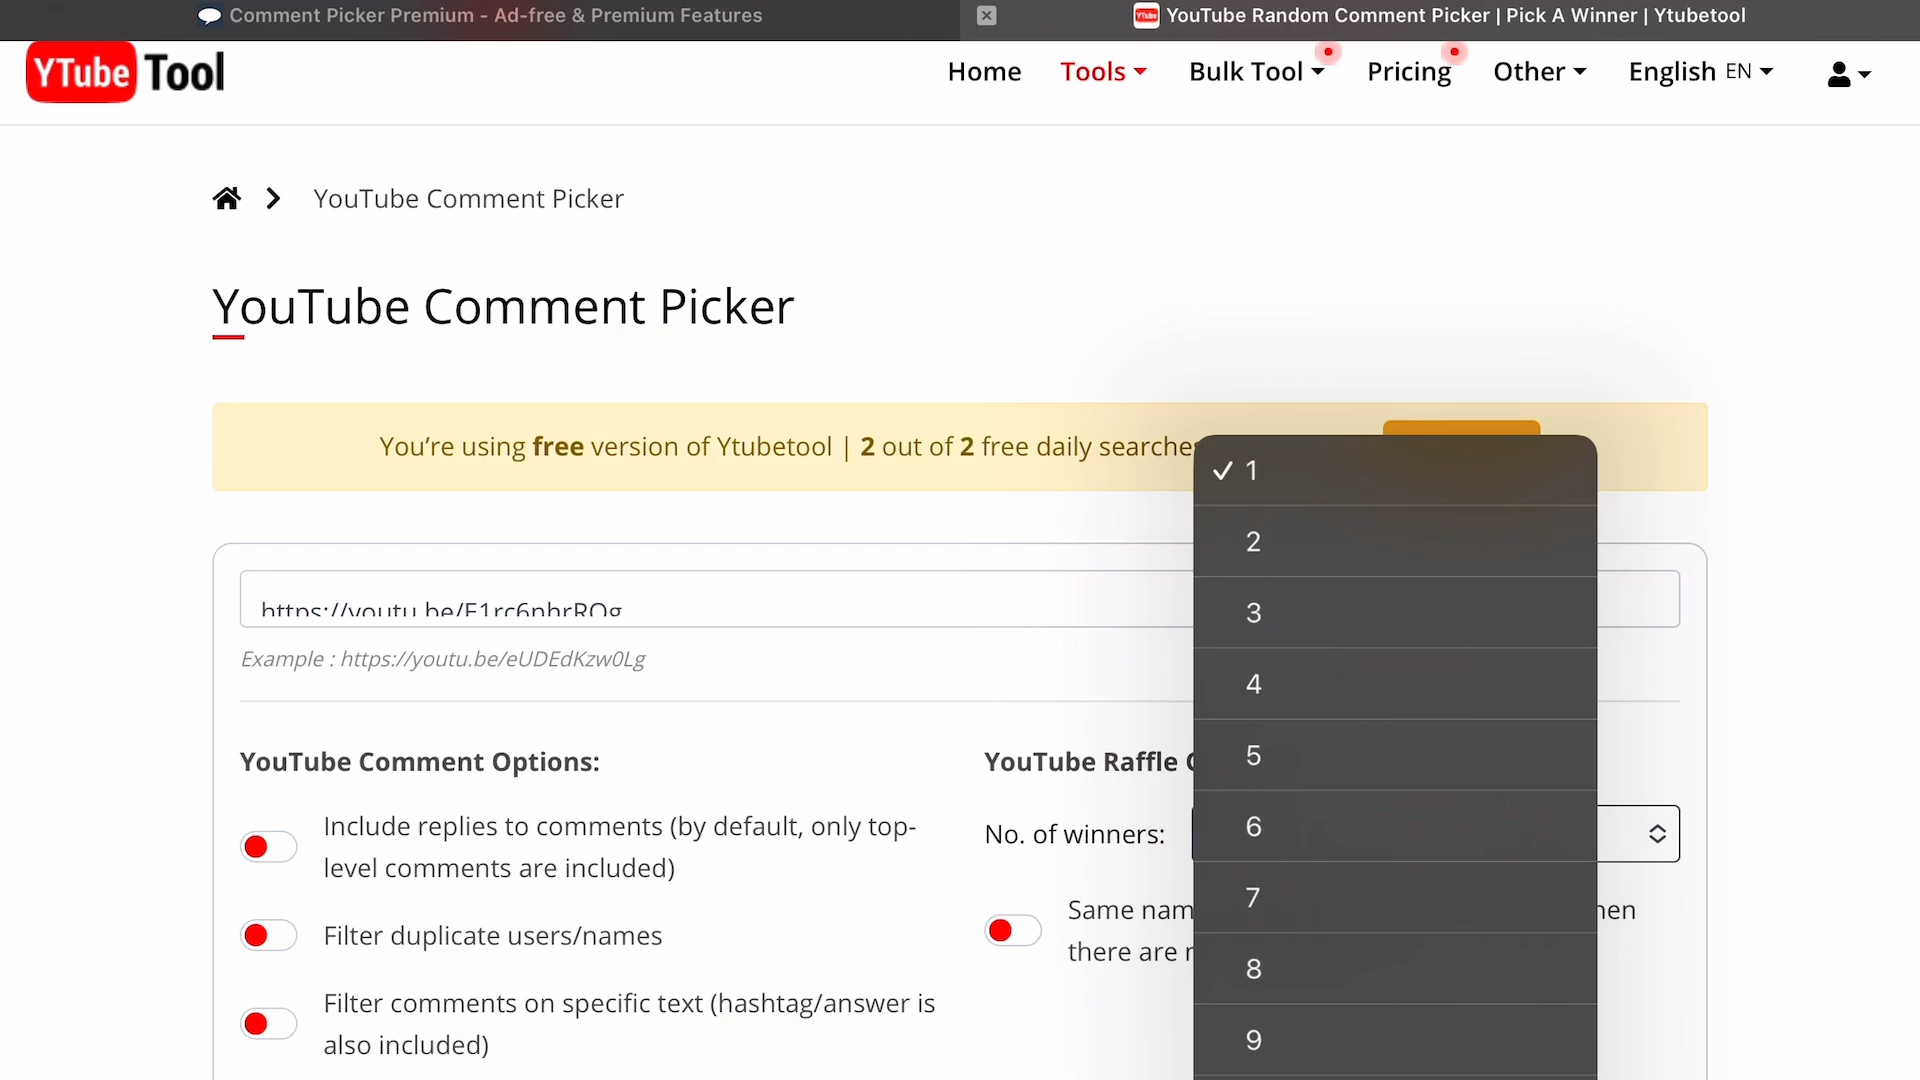 Comment Picker Premium - Ad-free & Premium Features
YouTube Random Comment Picker | Pick A Winner | Ytubetool
YTube Tool
Home
Tools
Bulk Tool
Pricing
Other
English EN
YouTube Comment Picker
YouTube Comment Picker
You're using free version of Ytubetool | 2 out of 2 free daily searches
Example : https://youtu.be/eUDEdKzw0Lg
YouTube Comment Options:
Include replies to comments (by default, only top-
level comments are included)
Filter duplicate users/names
Filter comments on specific text (hashtag/answer is
also included)
YouTube Raffle
No. of winners:
Same
there are
1
2
3
4
5
6
7
8
9